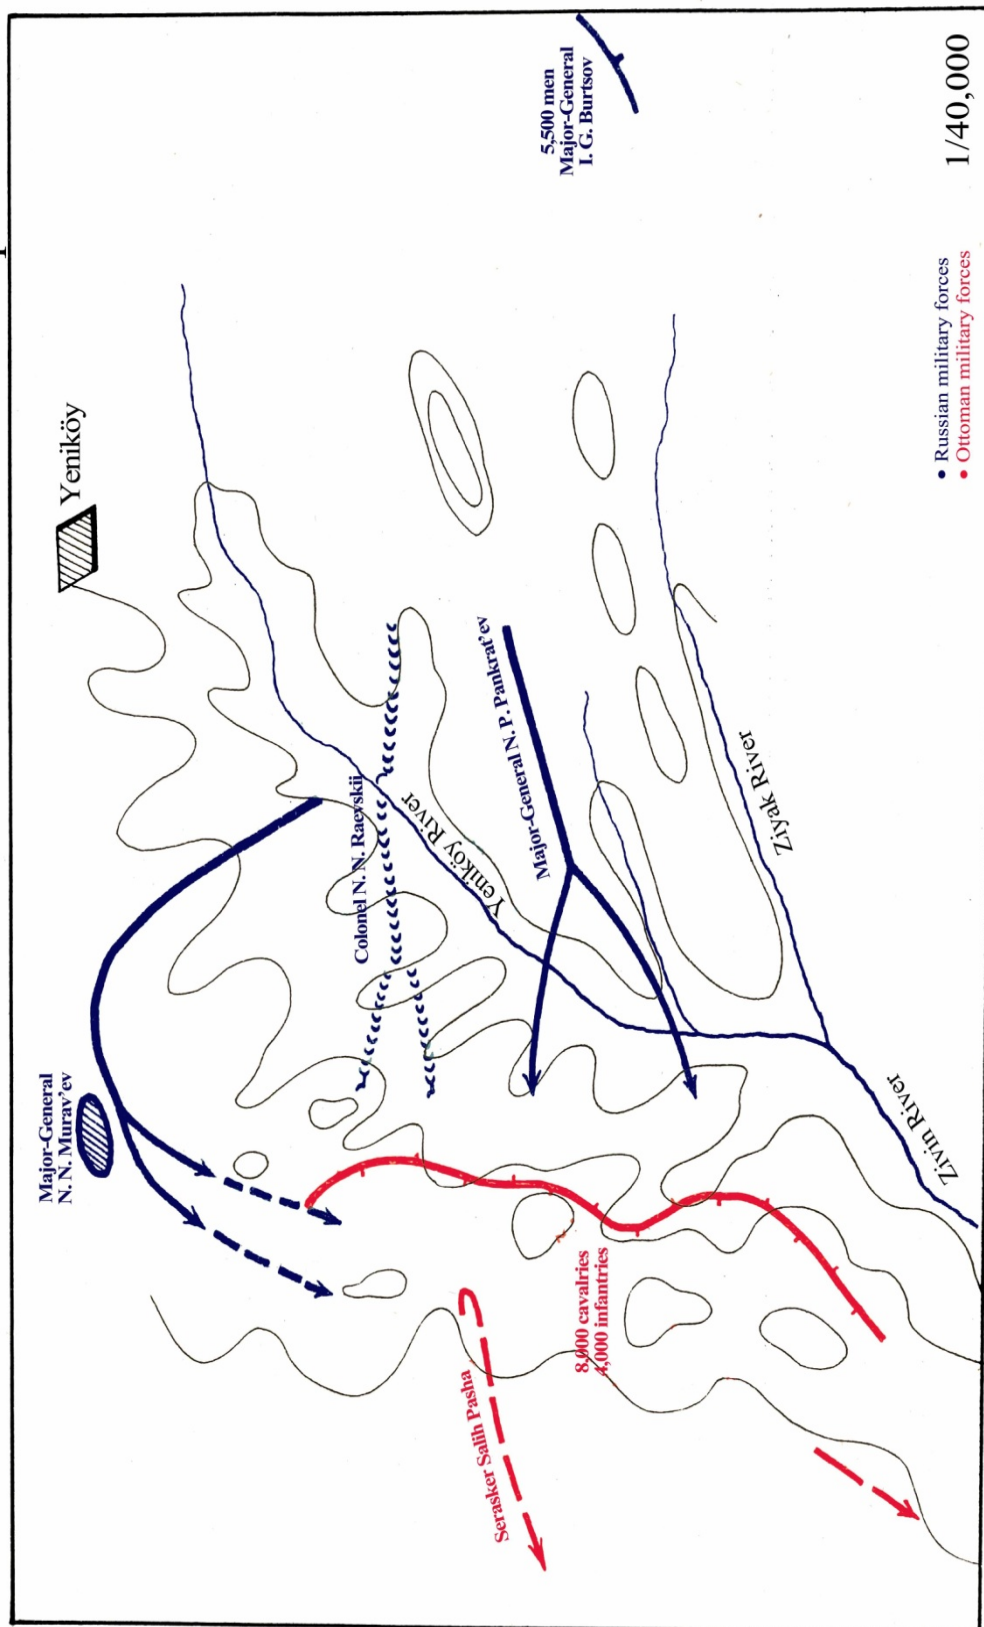 Yeniköy
Major-General
N. N. Murav'ev
Colonel N. N. Raevskii
Yeniköy River
Major-General N. P. Pankrat'ev
5,500 men
Major-General
I. G. Burtsov
Serasker Salih Pasha
8,000 cavalries
4,000 infantries
Ziyak River
Zivin River
• Russian military forces
• Ottoman military forces
1/40,000